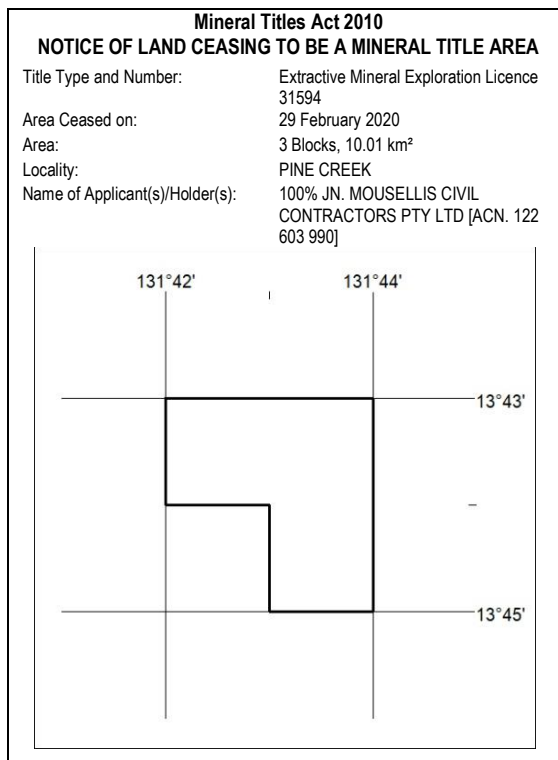 Mineral Titles Act 2010
NOTICE OF LAND CEASING TO BE A MINERAL TITLE AREA
Title Type and Number: Extractive Mineral Exploration Licence
31594
Area Ceased on: 29 February 2020
Area: 3 Blocks, 10.01 km²
Locality: PINE CREEK
Name of Applicant(s)/Holder(s): 100% JN. MOUSELLIS CIVIL
CONTRACTORS PTY LTD [ACN. 122
603 990]
131°42' 131°44'
13°43'
13°45'